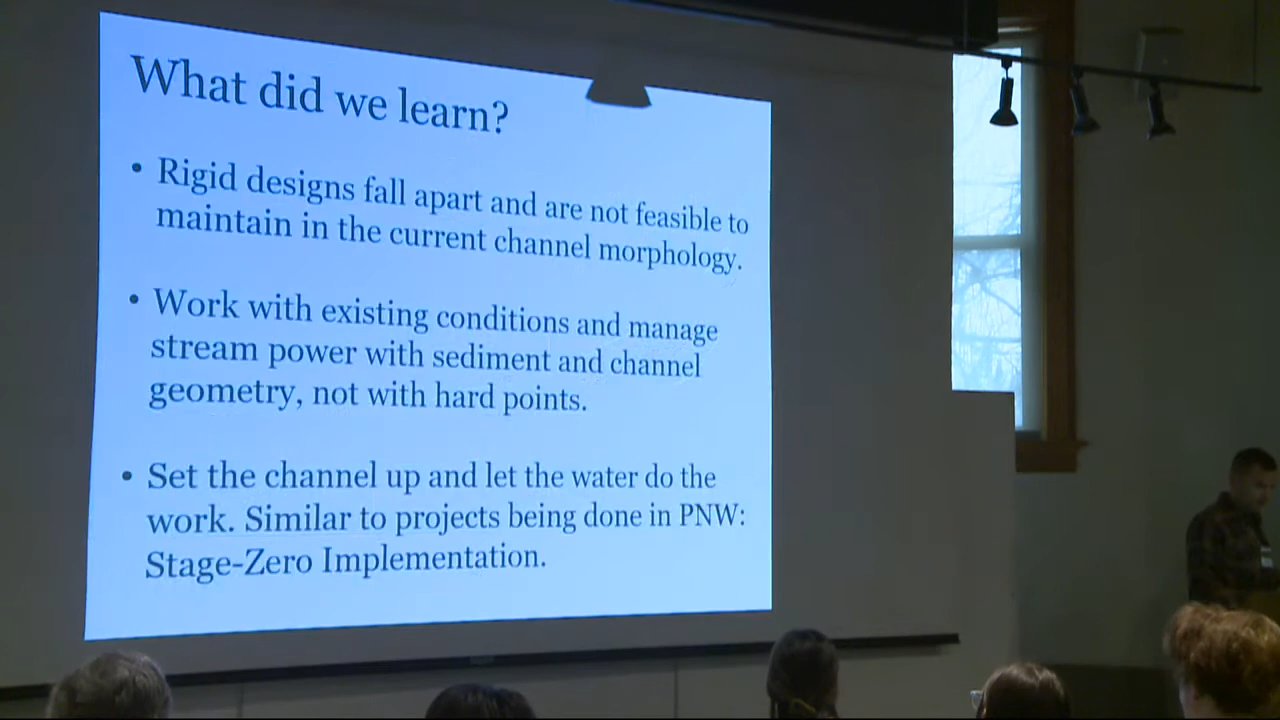 What did we learn?
• Rigid designs fall apart and are not feasible to
maintain in the current channel morphology.
• Work with existing conditions and manage
stream power with sediment and channel
geometry, not with hard points.
• Set the channel up and let the water do the
work. Similar to projects being done in PNW:
Stage-Zero Implementation.